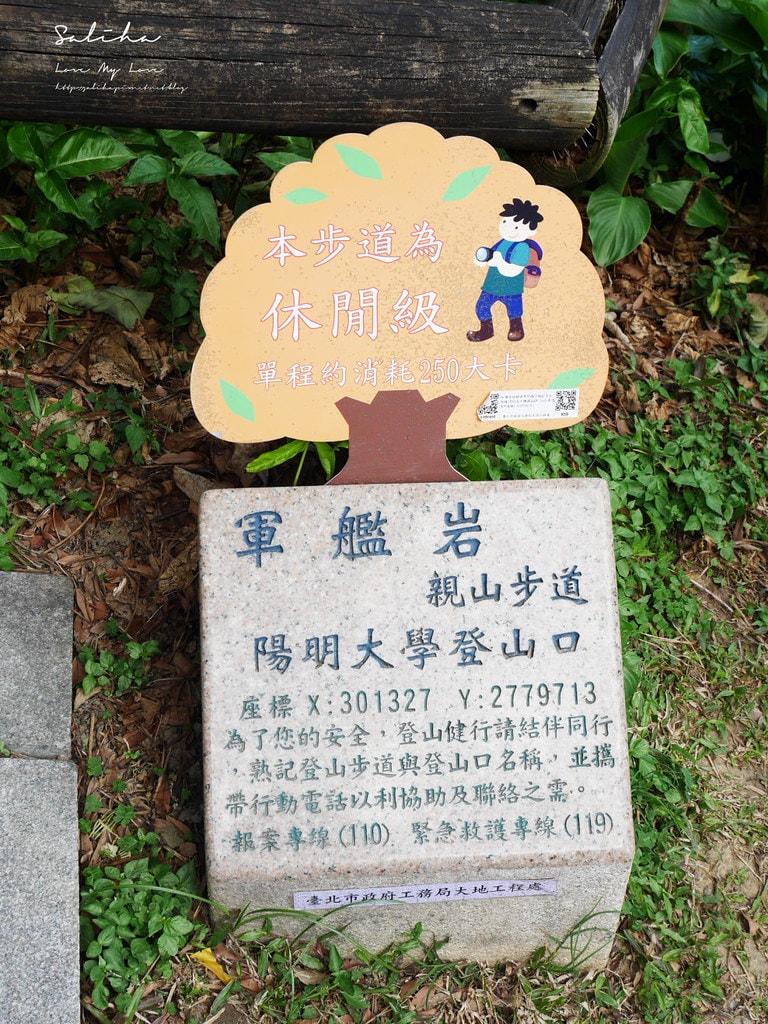 Saliha
Love My Love
本步道為
休閒級
單程約消耗250大卡
軍艦岩
親山步道
陽明大學登山口
座標 X:301327 Y:2779713
為了您的安全，登山健行請結伴同行
，熟記登山步道與登山口名稱，並攜
帶行動電話以利協助及聯絡之需。
報案專線(110) 緊急救護專線(119)
臺北市政府工務局大地工程處